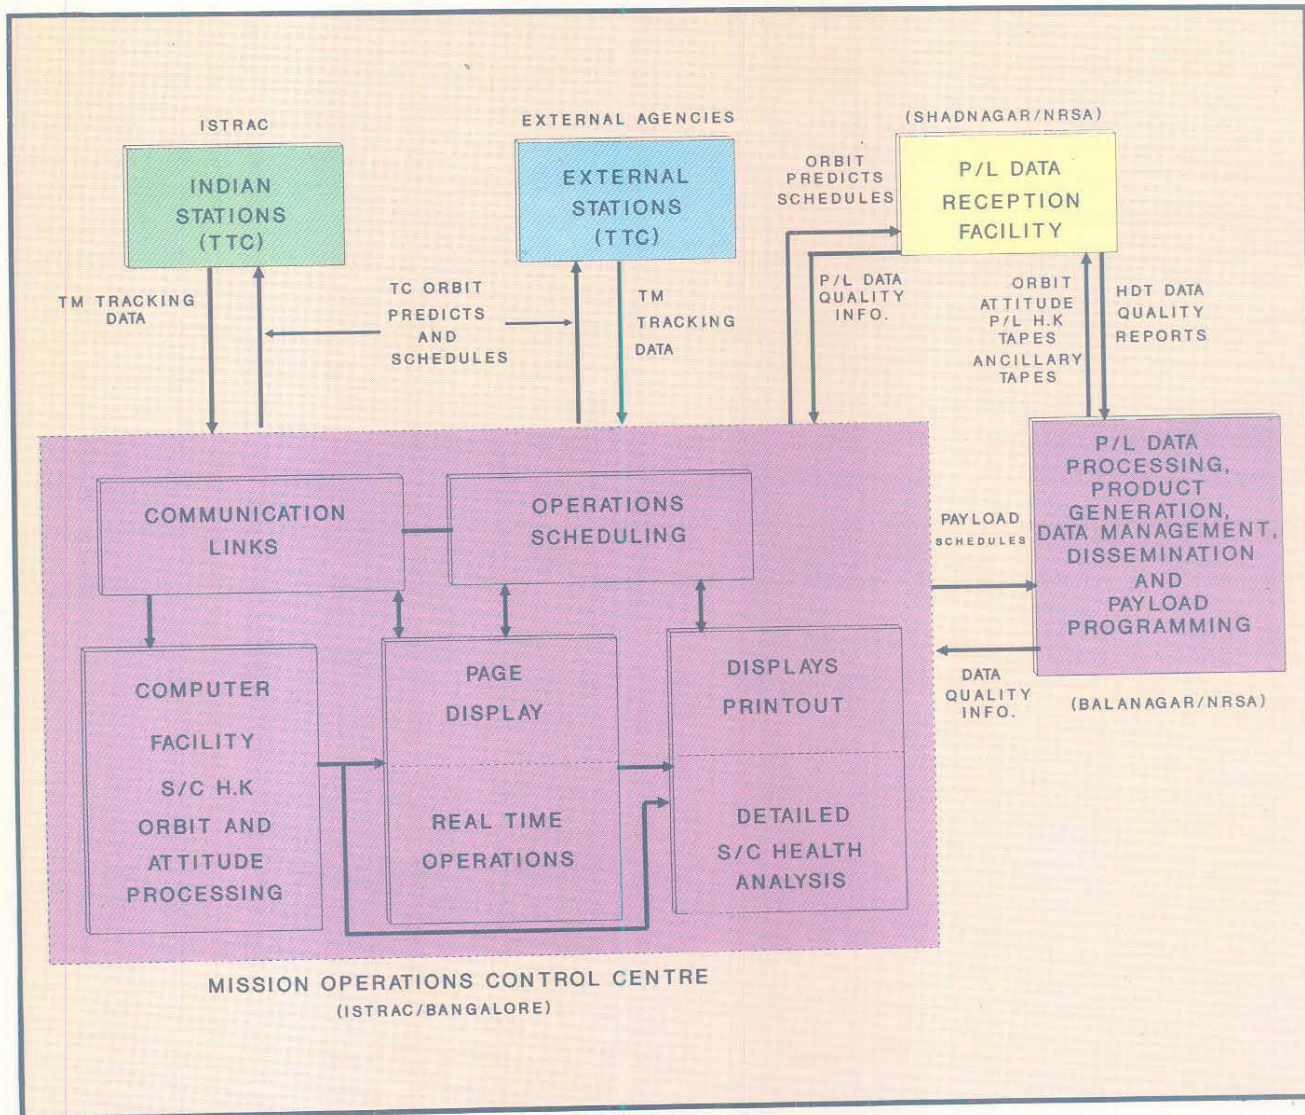 ISTRAC
INDIAN
STATIONS
(TTC)
EXTERNAL AGENCIES
EXTERNAL
STATIONS
(TTC)
(SHADNAGAR/NRSA)
P/L DATA
RECEPTION
FACILITY
ORBIT
PREDICTS
SCHEDULES
TM TRACKING
DATA
TC ORBIT
PREDICTS
AND
SCHEDULES
TM
TRACKING
DATA
P/L DATA
QUALITY
INFO.
ORBIT
ATTITUDE
P/L H.K
TAPES
ANCILLARY
TAPES
HDT DATA
QUALITY
REPORTS
COMMUNICATION
LINKS
OPERATIONS
SCHEDULING
COMPUTER
FACILITY
S/C H.K
ORBIT AND
ATTITUDE
PROCESSING
PAGE
DISPLAY
REAL TIME
OPERATIONS
DISPLAYS
PRINTOUT
DETAILED
S/C HEALTH
ANALYSIS
PAYLOAD
SCHEDULES
DATA
QUALITY
INFO.
P/L DATA
PROCESSING,
PRODUCT
GENERATION,
DATA MANAGEMENT,
DISSEMINATION
AND
PAYLOAD
PROGRAMMING
(BALANAGAR/NRSA)
MISSION OPERATIONS CONTROL CENTRE
(ISTRAC/BANGALORE)